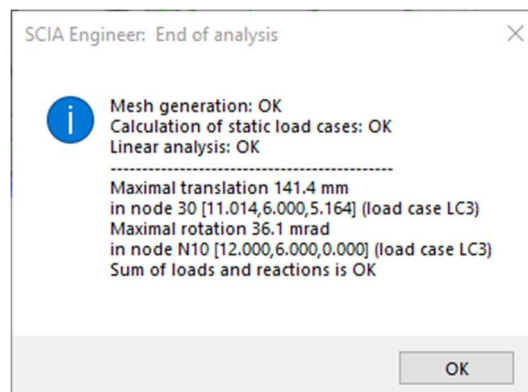 SCIA Engineer: End of analysis
Mesh generation: OK
Calculation of static load cases: OK
Linear analysis: OK
---------------------------------------------
Maximal translation 141.4 mm
in node 30 [11.014,6.000,5.164] (load case LC3)
Maximal rotation 36.1 mrad
in node N10 [12.000,6.000,0.000] (load case LC3)
Sum of loads and reactions is OK
OK